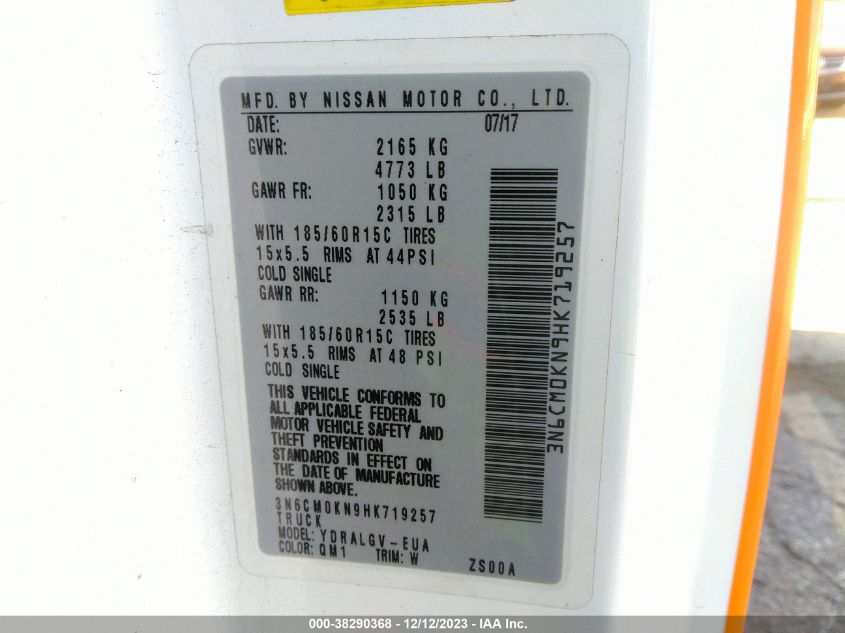 MFD. BY NISSAN MOTOR CO., LTD.
DATE: 07/17
GVWR: 2165 KG
4773 LB
GAWR FR: 1050 KG
2315 LB
WITH 185/60R15C TIRES
15x5.5 RIMS AT 44PSI
COLD SINGLE
GAWR RR: 1150 KG
2535 LB
WITH 185/60R15C TIRES
15x5.5 RIMS AT 48 PSI
COLD SINGLE
THIS VEHICLE CONFORMS TO
ALL APPLICABLE FEDERAL
MOTOR VEHICLE SAFETY AND
THEFT PREVENTION
STANDARDS IN EFFECT ON
THE DATE OF MANUFACTURE
SHOWN ABOVE.
3N6CM0KN9HK719257
TRUCK
MODEL: YDRALGV-EUA
COLOR: QM1 TRIM: W ZS00A
3N6CM0KN9HK719257
000-38290368 - 12/12/2023 - IAA Inc.